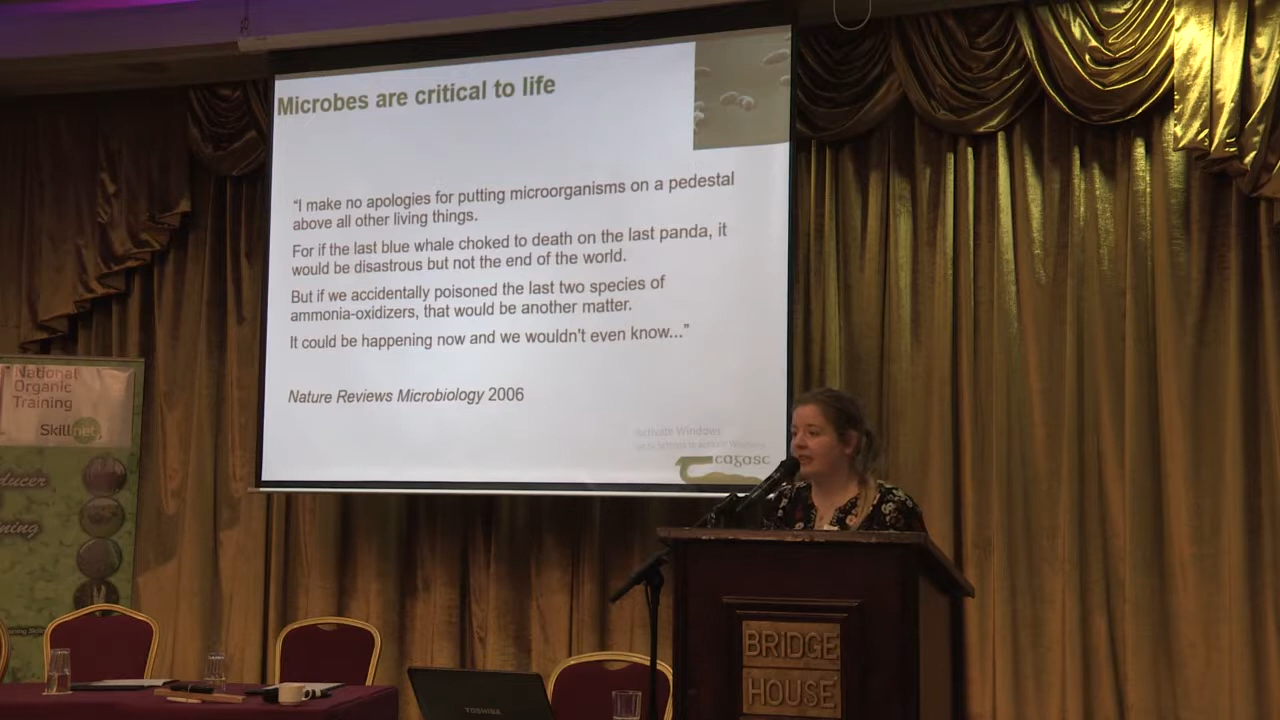 Microbes are critical to life
“I make no apologies for putting microorganisms on a pedestal
above all other living things.
For if the last blue whale choked to death on the last panda, it
would be disastrous but not the end of the world.
But if we accidentally poisoned the last two species of
ammonia-oxidizers, that would be another matter.
It could be happening now and we wouldn't even know...”
Nature Reviews Microbiology 2006
Activate Windows
cagasc
National
Organic
Training
Skillnet
ducer
ning
BRIDGE
HOUSE
TOSHIBA